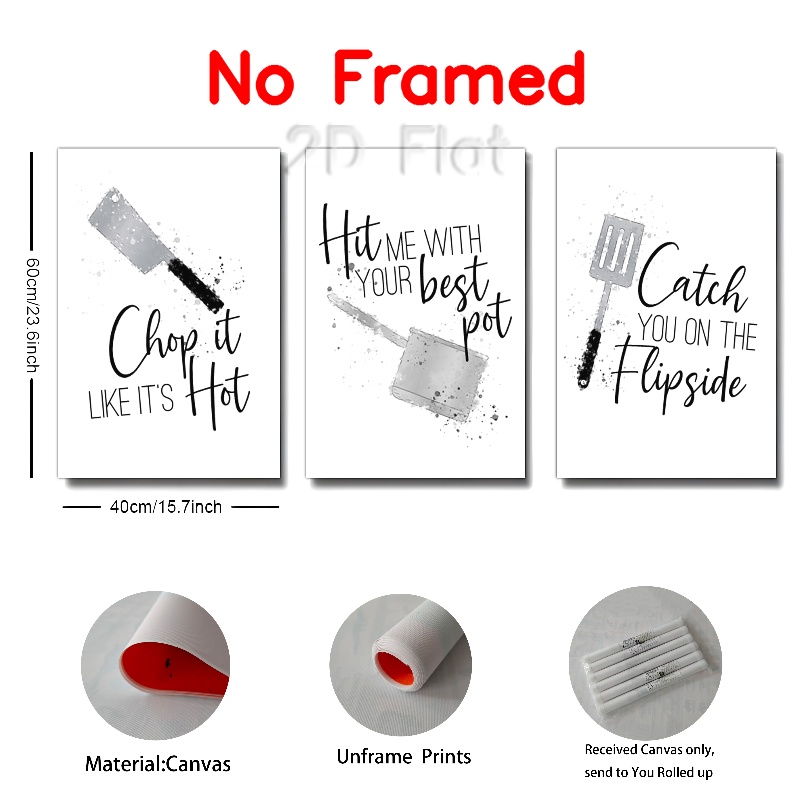 No Framed
2D Flat
60cm/23.6inch
Chop it
LIKE IT'S Hot
Hit ME WITH
YOUR best
pot
Catch
YOU ON THE
Flipside
40cm/15.7inch
Material:Canvas
Unframe Prints
Received Canvas only,
send to You Rolled up